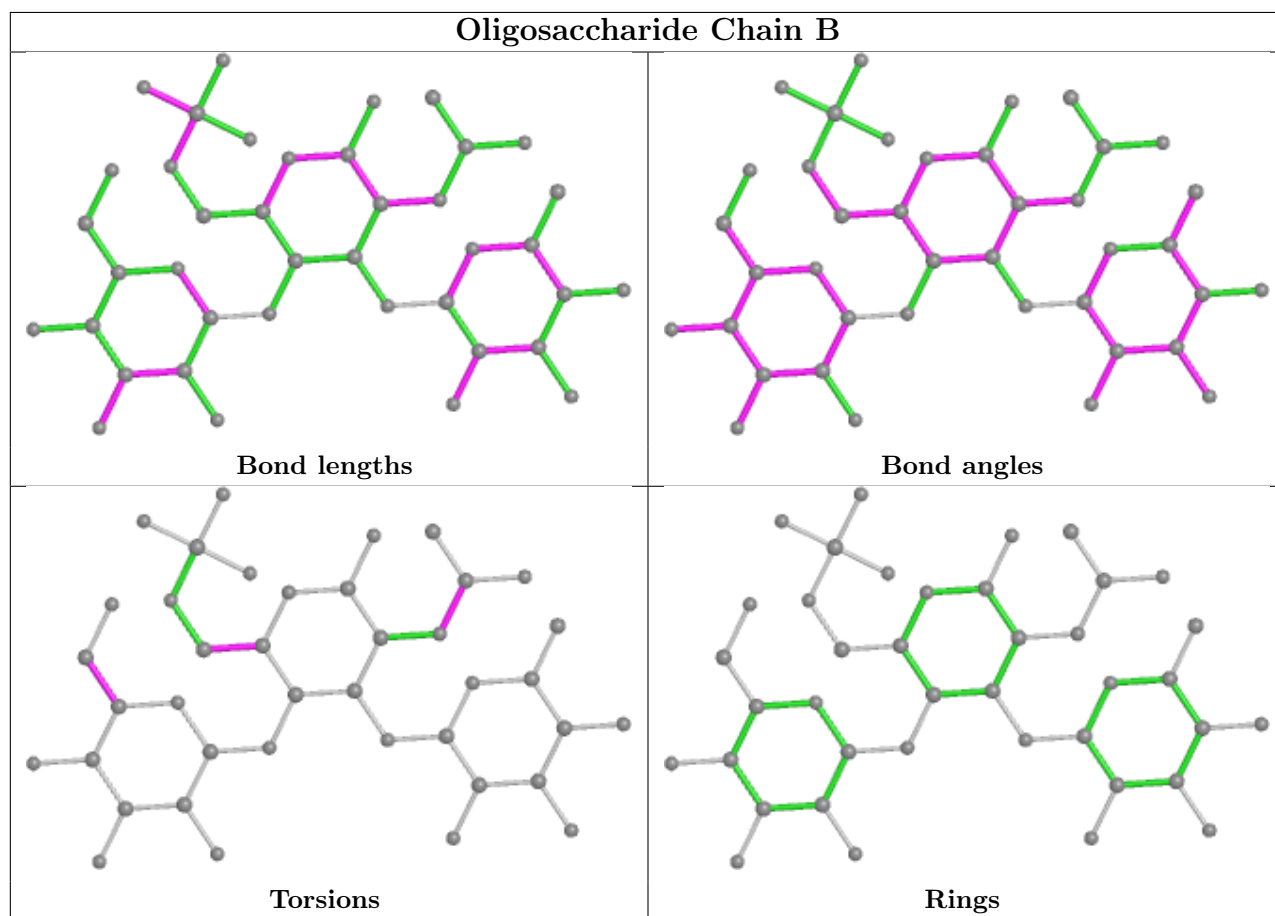 Oligosaccharide Chain B
Bond lengths
Bond angles
Torsions
Rings